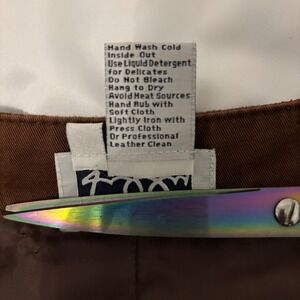 Hand Wash Cold
Inside Out
Use Liquid Detergent
for Delicates
Do Not Bleach
Hang to Dry
Avoid Heat Sources
Hand Rub with
Soft Cloth
Lightly Iron with
Press Cloth
Or Professional
Leather Clean